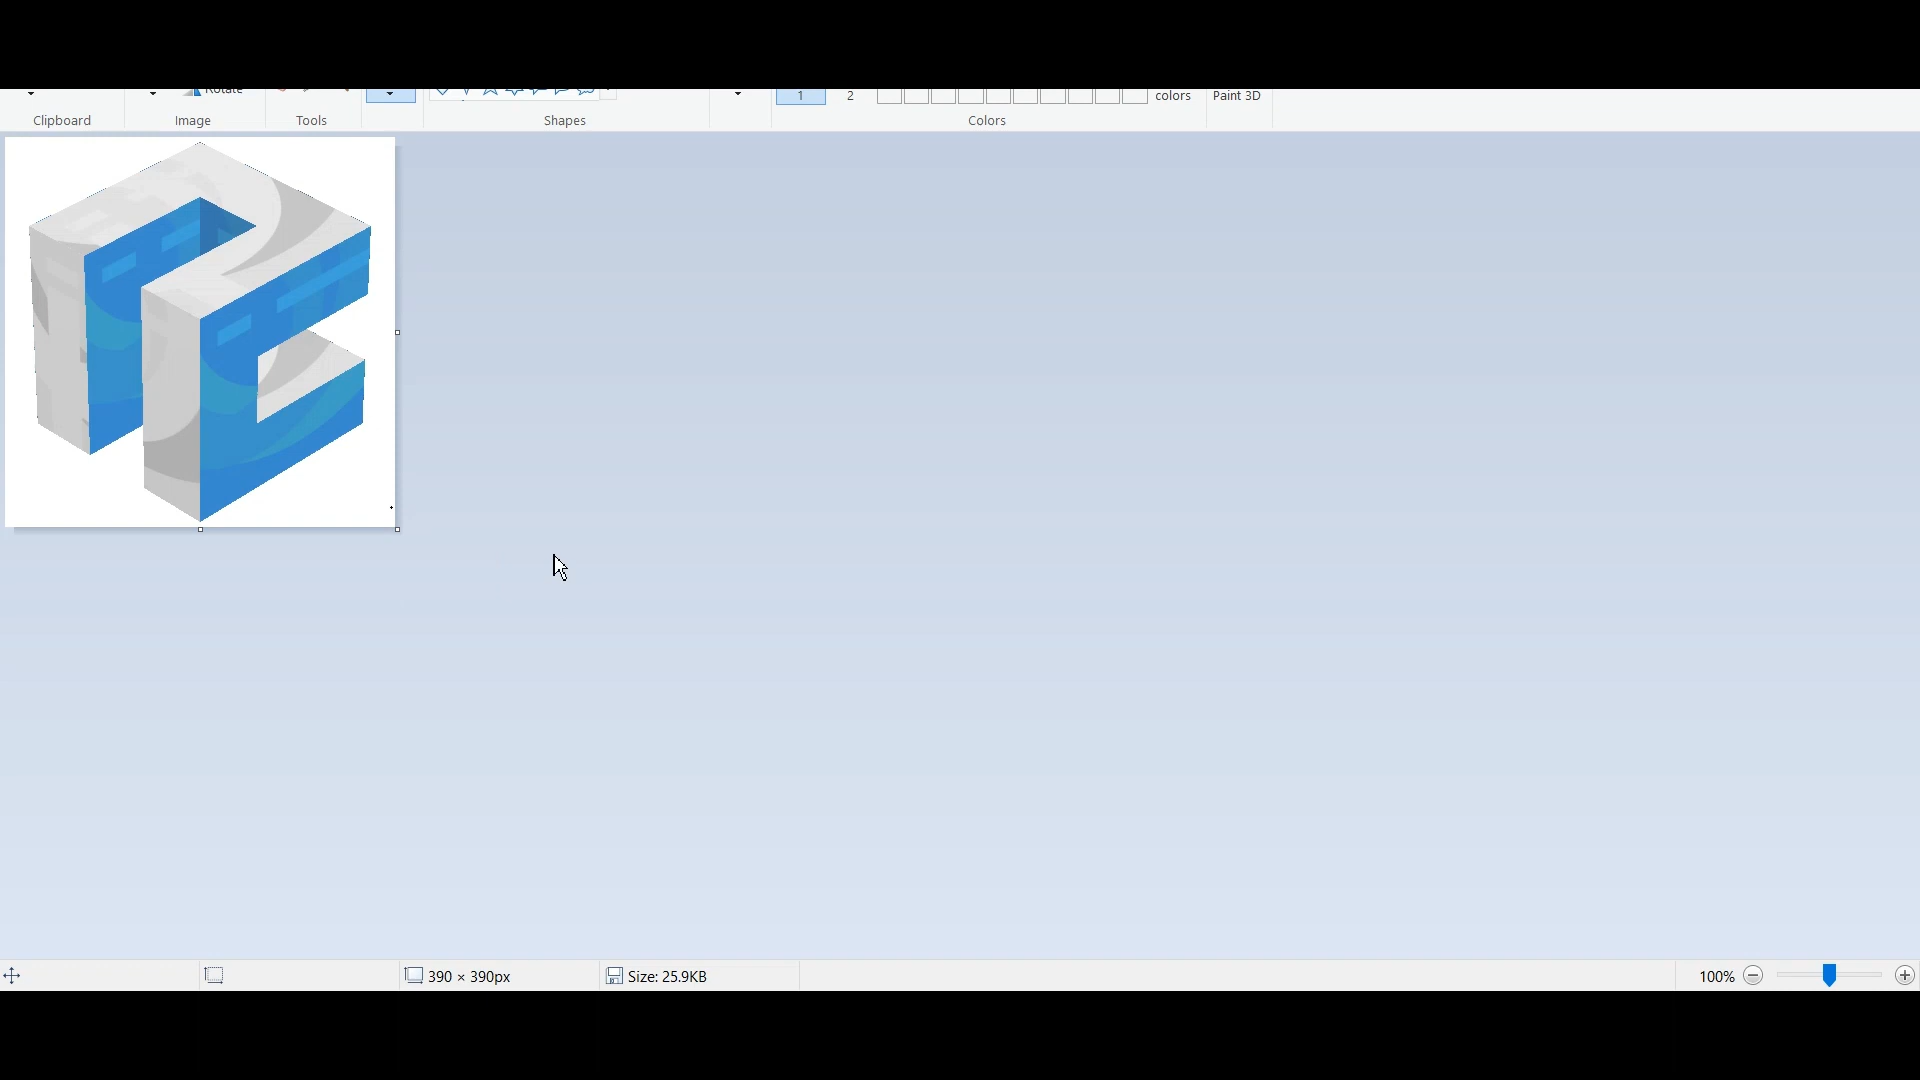 Rotate
1 2 colors Paint 3D
Clipboard Image Tools Shapes Colors
390 × 390px Size: 25.9KB 100%